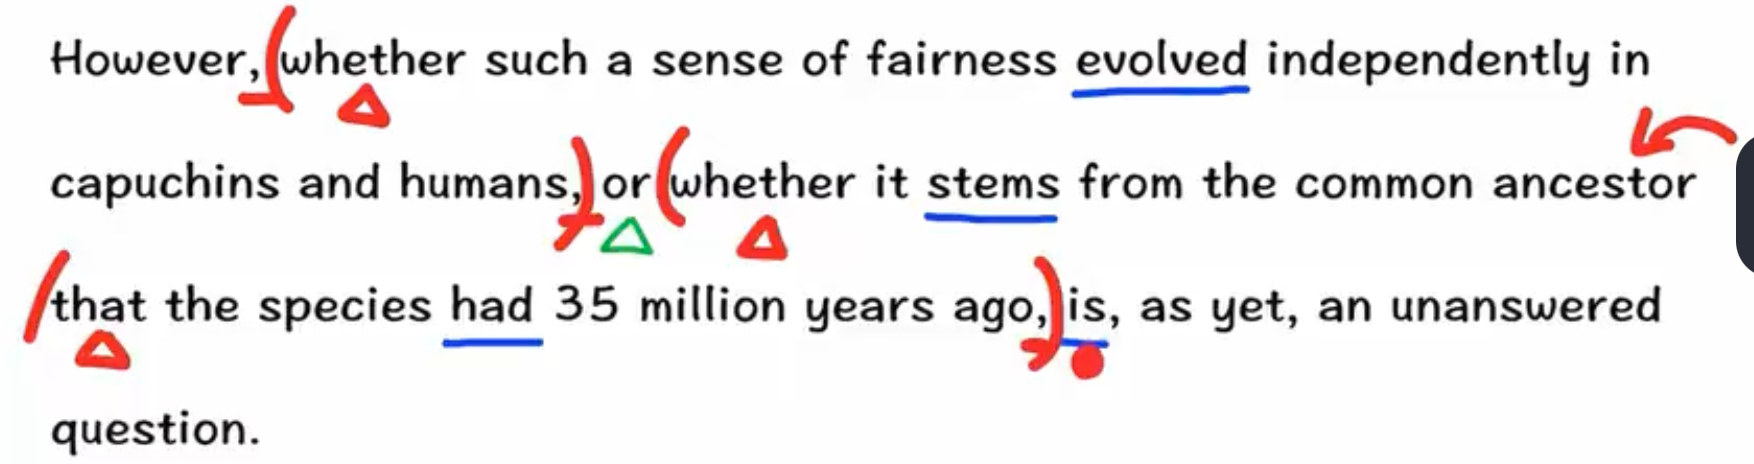 However, whether such a sense of fairness evolved independently in
capuchins and humans, or whether it stems from the common ancestor
that the species had 35 million years ago, is, as yet, an unanswered
question.